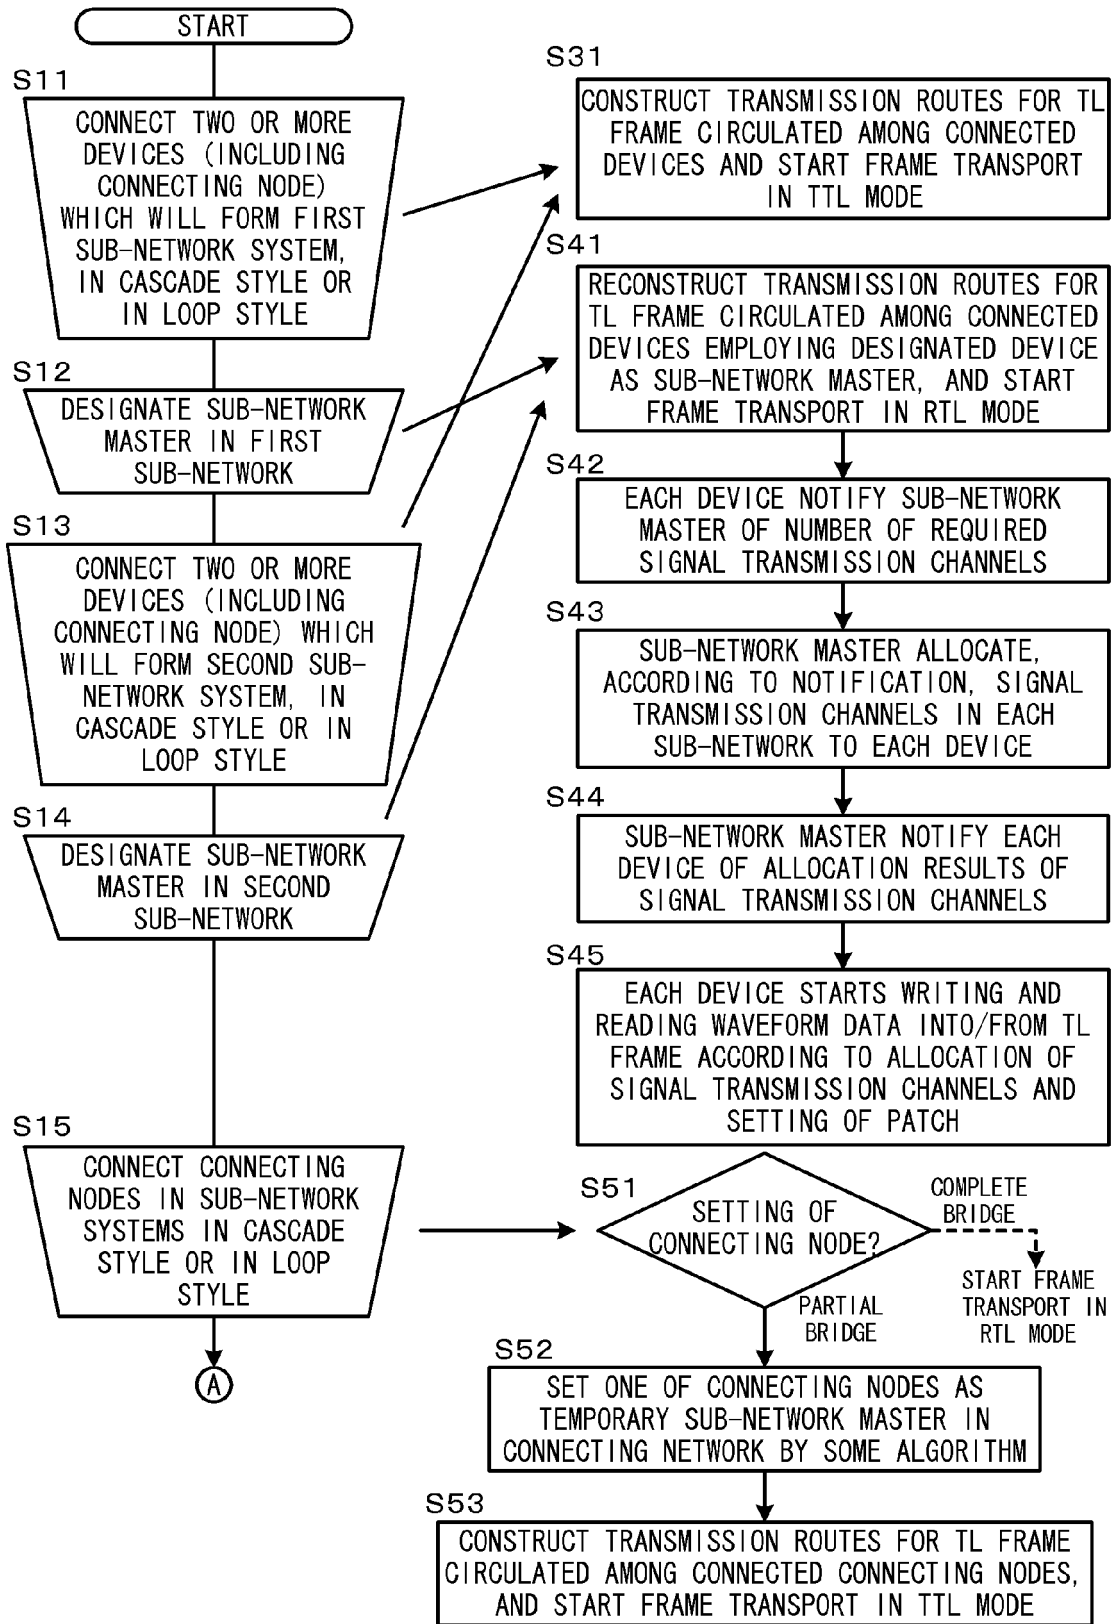 START
S11
CONNECT TWO OR MORE
DEVICES (INCLUDING
CONNECTING NODE)
WHICH WILL FORM FIRST
SUB-NETWORK SYSTEM,
IN CASCADE STYLE OR
IN LOOP STYLE
S12
DESIGNATE SUB-NETWORK
MASTER IN FIRST
SUB-NETWORK
S13
CONNECT TWO OR MORE
DEVICES (INCLUDING
CONNECTING NODE) WHICH
WILL FORM SECOND SUB-
NETWORK SYSTEM, IN
CASCADE STYLE OR IN
LOOP STYLE
S14
DESIGNATE SUB-NETWORK
MASTER IN SECOND
SUB-NETWORK
S15
CONNECT CONNECTING
NODES IN SUB-NETWORK
SYSTEMS IN CASCADE
STYLE OR IN LOOP
STYLE
A
S31
CONSTRUCT TRANSMISSION ROUTES FOR TL
FRAME CIRCULATED AMONG CONNECTED
DEVICES AND START FRAME TRANSPORT
IN TTL MODE
S41
RECONSTRUCT TRANSMISSION ROUTES FOR
TL FRAME CIRCULATED AMONG CONNECTED
DEVICES EMPLOYING DESIGNATED DEVICE
AS SUB-NETWORK MASTER, AND START
FRAME TRANSPORT IN RTL MODE
S42
EACH DEVICE NOTIFY SUB-NETWORK
MASTER OF NUMBER OF REQUIRED
SIGNAL TRANSMISSION CHANNELS
S43
SUB-NETWORK MASTER ALLOCATE,
ACCORDING TO NOTIFICATION, SIGNAL
TRANSMISSION CHANNELS IN EACH
SUB-NETWORK TO EACH DEVICE
S44
SUB-NETWORK MASTER NOTIFY EACH
DEVICE OF ALLOCATION RESULTS OF
SIGNAL TRANSMISSION CHANNELS
S45
EACH DEVICE STARTS WRITING AND
READING WAVEFORM DATA INTO/FROM TL
FRAME ACCORDING TO ALLOCATION OF
SIGNAL TRANSMISSION CHANNELS AND
SETTING OF PATCH
S51
SETTING OF
CONNECTING NODE?
COMPLETE
BRIDGE
START FRAME
TRANSPORT IN
RTL MODE
PARTIAL
BRIDGE
S52
SET ONE OF CONNECTING NODES AS
TEMPORARY SUB-NETWORK MASTER IN
CONNECTING NETWORK BY SOME ALGORITHM
S53
CONSTRUCT TRANSMISSION ROUTES FOR TL FRAME
CIRCULATED AMONG CONNECTED CONNECTING NODES,
AND START FRAME TRANSPORT IN TTL MODE